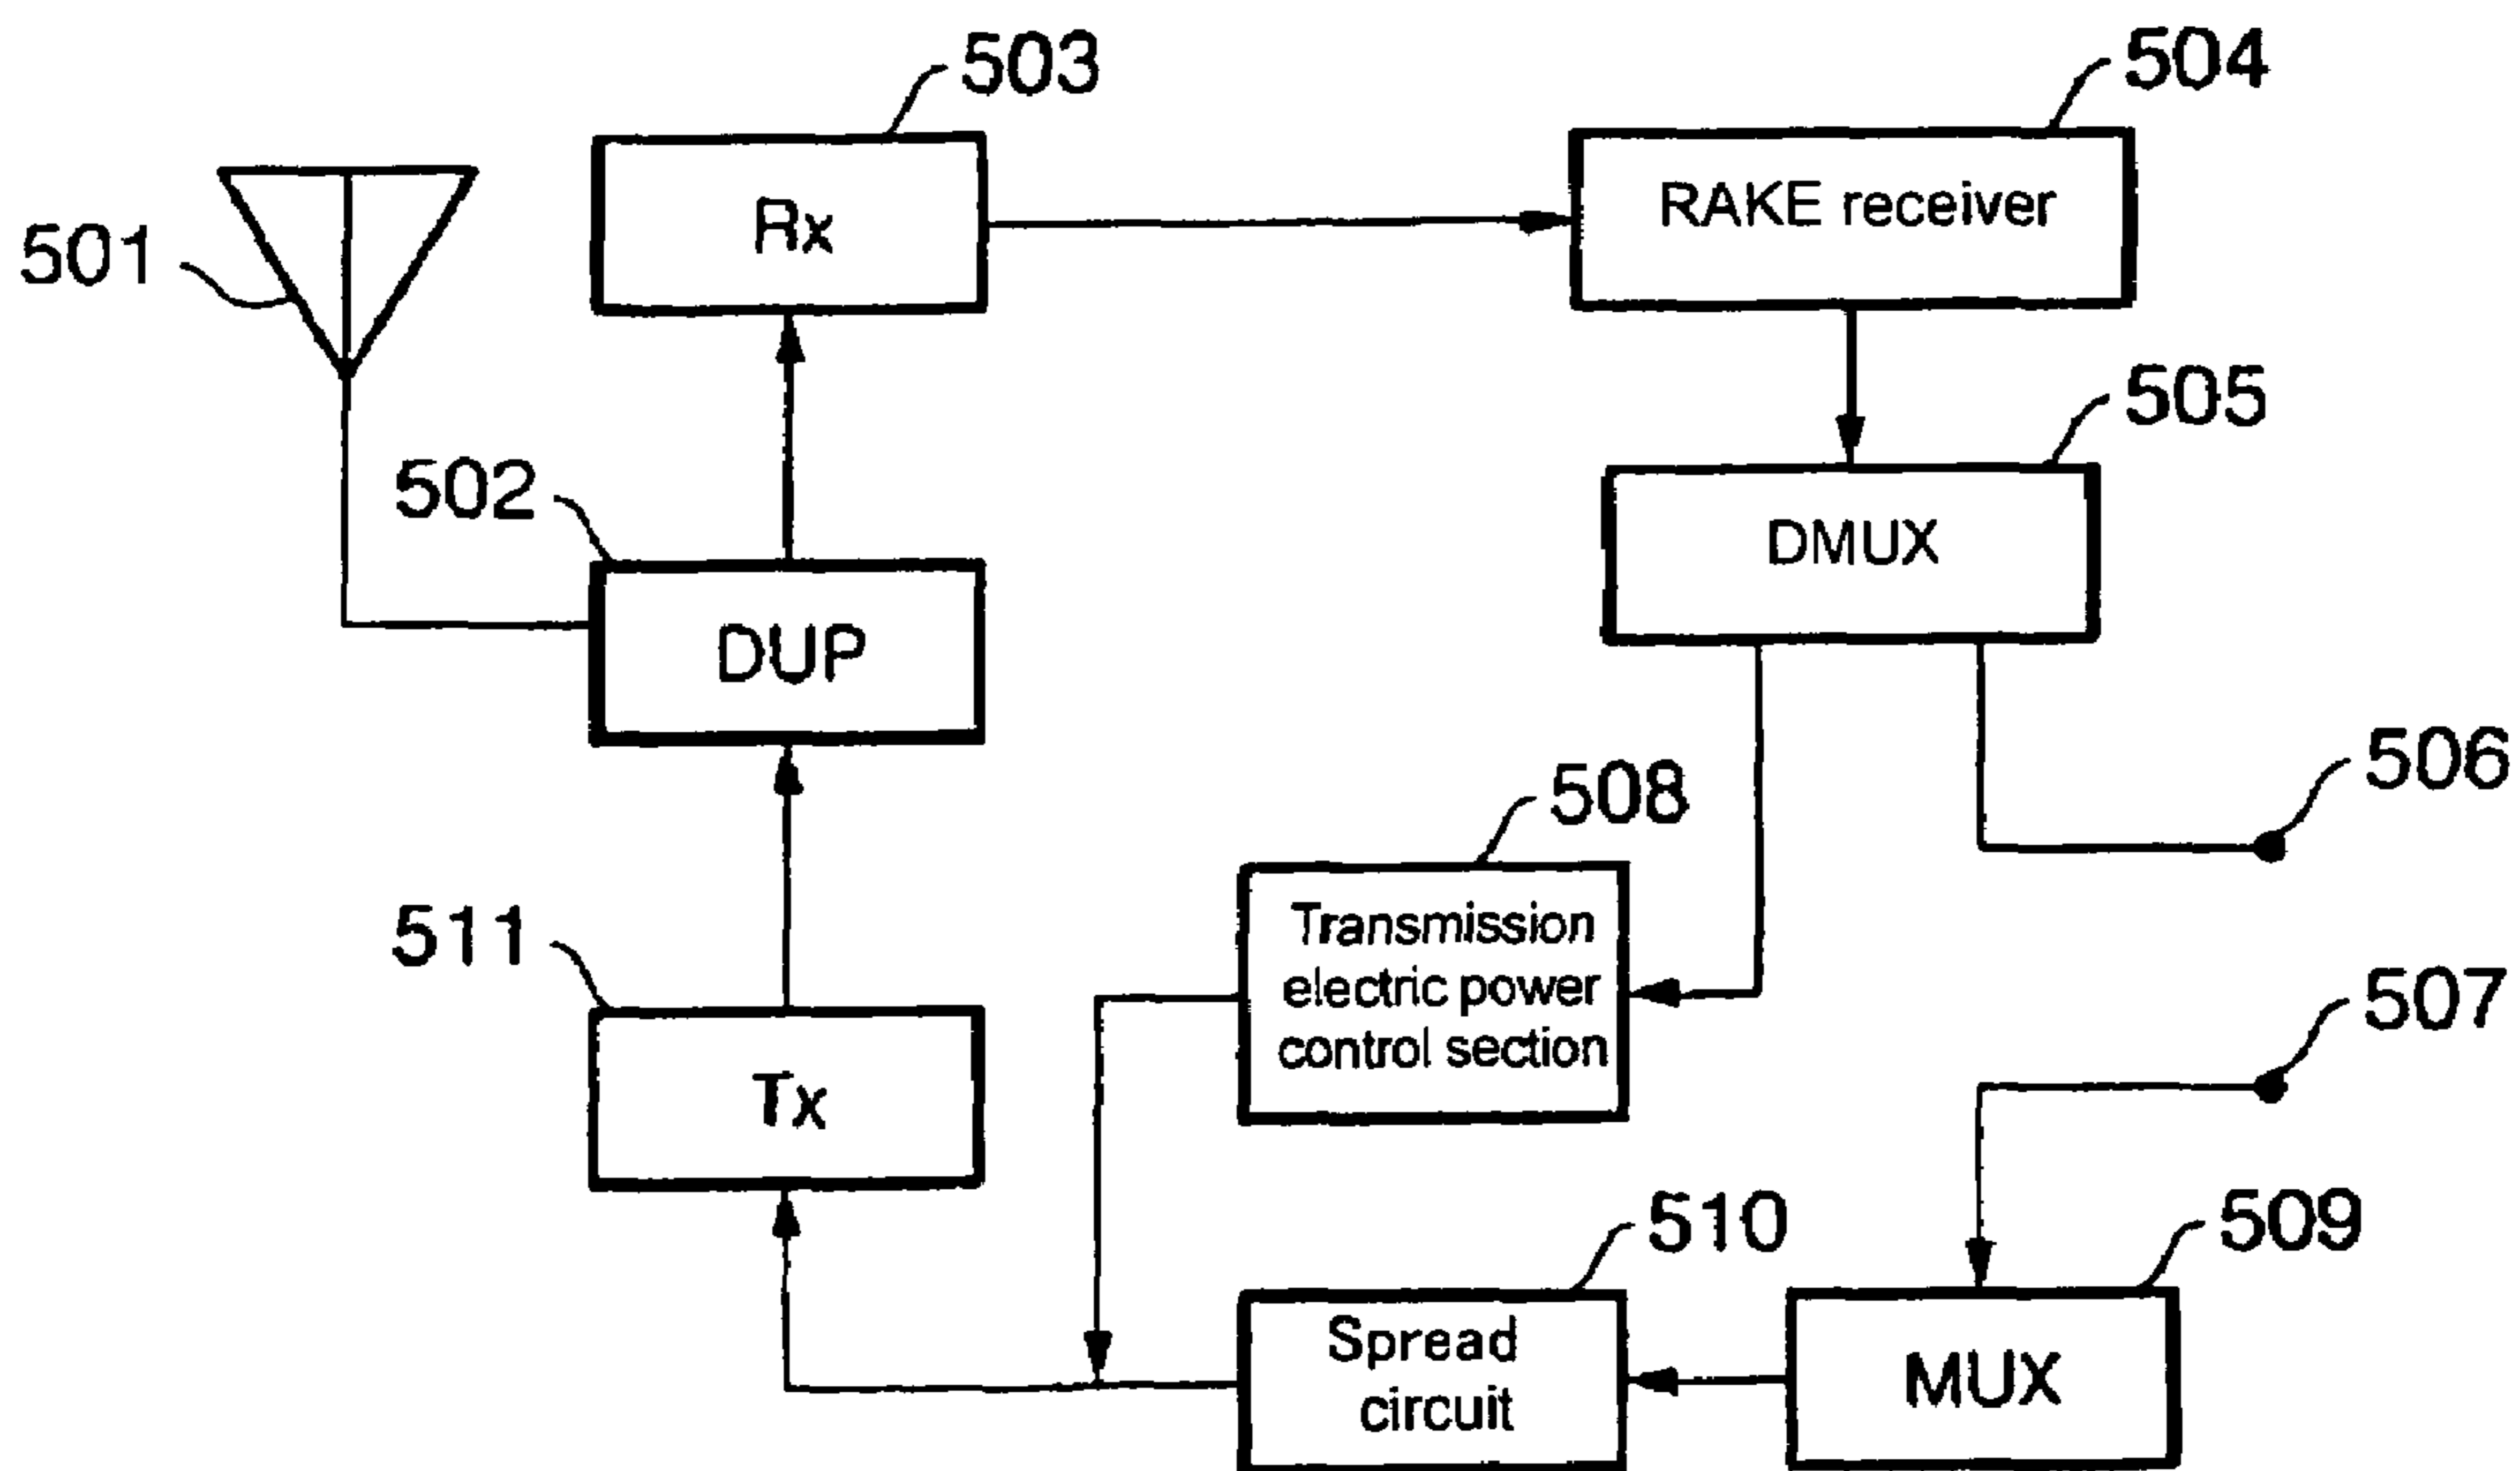 503
504
Rx
RAKE receiver
501
505
502
DMUX
DUP
506
508
Transmission
electric power
control section
511
507
Tx
510
509
Spread
circuit
MUX